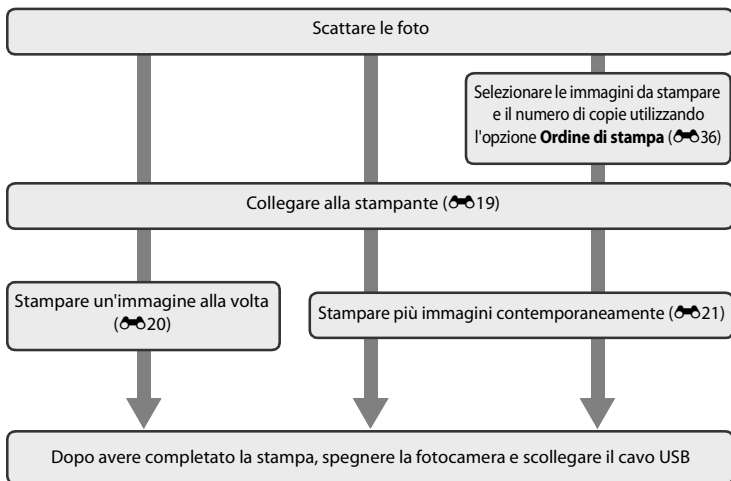 Scattare le foto
Selezionare le immagini da stampare
e il numero di copie utilizzando
l'opzione Ordine di stampa (36)
Collegare alla stampante (19)
Stampare un'immagine alla volta
(20)
Stampare più immagini contemporaneamente (21)
Dopo avere completato la stampa, spegnere la fotocamera e scollegare il cavo USB